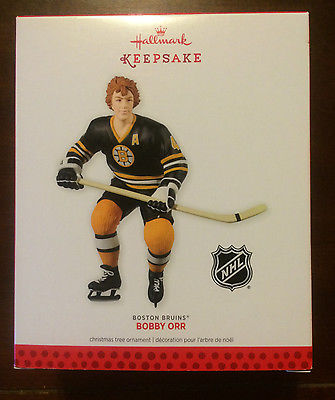 Hallmark
KEEPSAKE
B
A
NHL
BOSTON BRUINS®
BOBBY ORR
christmas tree ornament | décoration pour l'arbre de noël